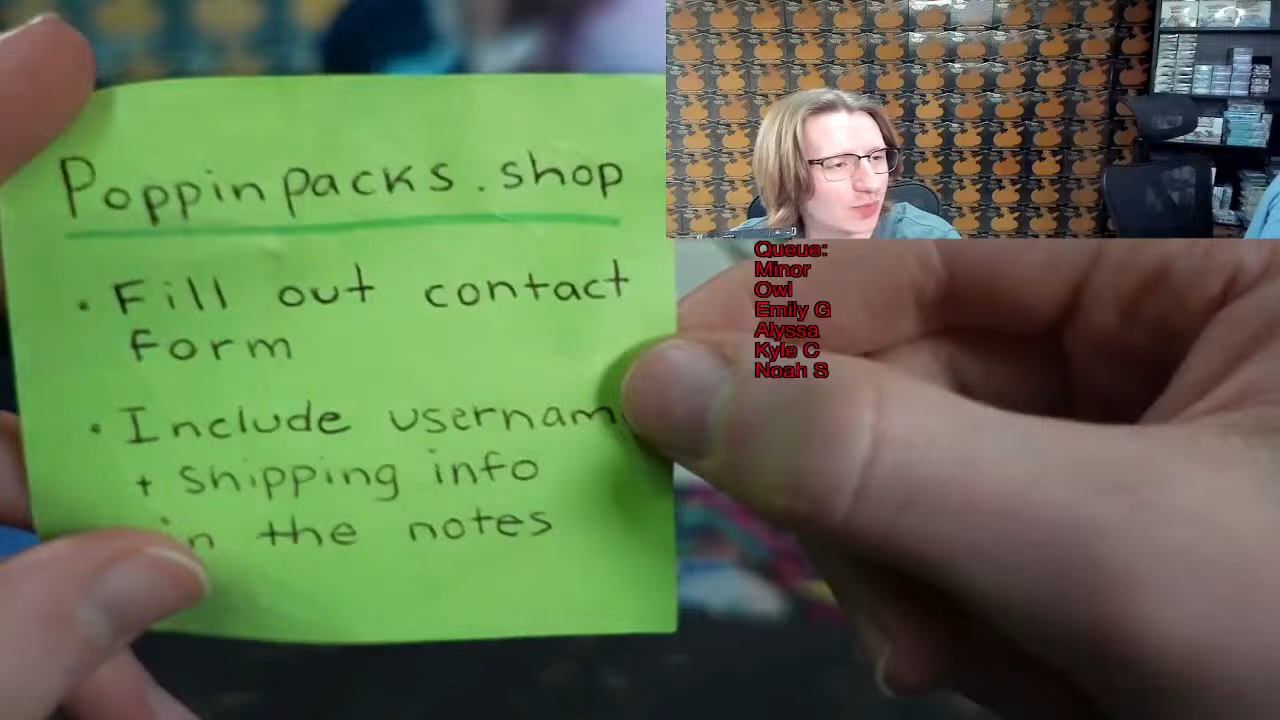 Poppinpacks.shop
• Fill out contact
form
• Include usernam
+ shipping info
in the notes
Queue:
Minor
Owl
Emily G
Alyssa
Kyle C
Noah S